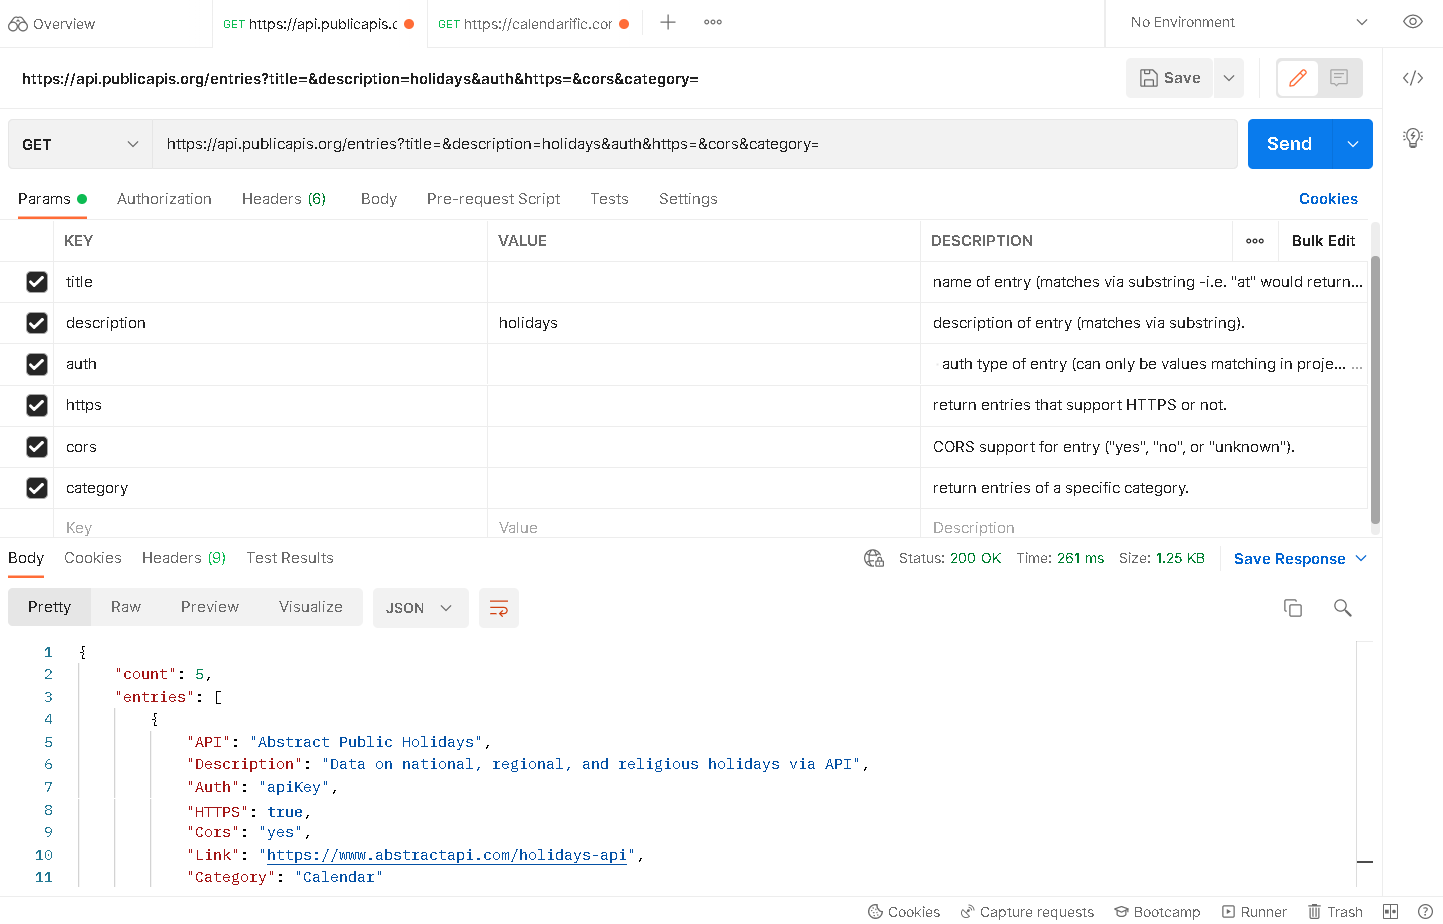 Overview
GET https://api.publicapis.c
GET https://calendarific.cor
No Environment
https://api.publicapis.org/entries?title=&description=holidays&auth&https=&cors&category=
Save
GET
https://api.publicapis.org/entries?title=&description=holidays&auth&https=&cors&category=
Send
Params
Authorization
Headers (6)
Body
Pre-request Script
Tests
Settings
Cookies
KEY
VALUE
DESCRIPTION
Bulk Edit
title
name of entry (matches via substring -i.e. "at" would return...
description
holidays
description of entry (matches via substring).
auth
auth type of entry (can only be values matching in proje... ...
https
return entries that support HTTPS or not.
cors
CORS support for entry ("yes", "no", or "unknown").
category
return entries of a specific category.
Key
Value
Description
Body
Cookies
Headers (9)
Test Results
Status: 200 OK
Time: 261 ms
Size: 1.25 KB
Save Response
Pretty
Raw
Preview
Visualize
JSON
1 {
2 "count": 5,
3 "entries": [
4 {
5 "API": "Abstract Public Holidays",
6 "Description": "Data on national, regional, and religious holidays via API",
7 "Auth": "apiKey",
8 "HTTPS": true,
9 "Cors": "yes",
10 "Link": "https://www.abstractapi.com/holidays-api",
11 "Category": "Calendar"
Cookies
Capture requests
Bootcamp
Runner
Trash